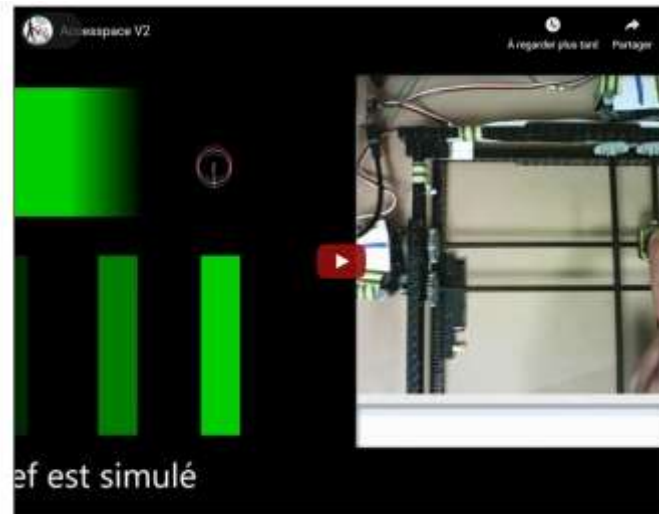 Accesspace V2
À regarder plus tard
Partager
ef est simulé